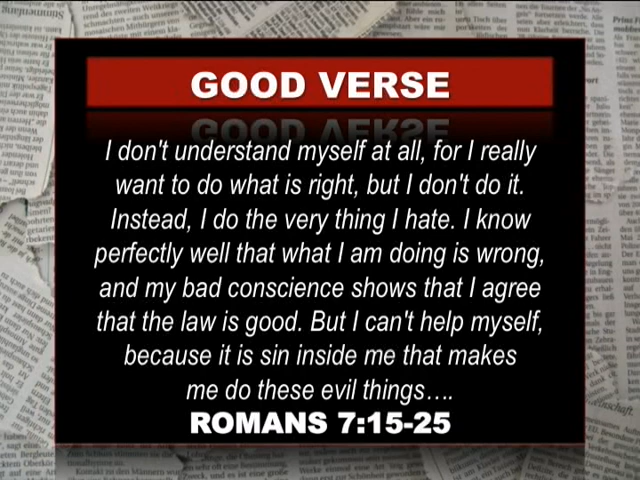 GOOD VERSE
I don't understand myself at all, for I really
want to do what is right, but I don't do it.
Instead, I do the very thing I hate. I know
perfectly well that what I am doing is wrong,
and my bad conscience shows that I agree
that the law is good. But I can't help myself,
because it is sin inside me that makes
me do these evil things....
ROMANS 7:15-25